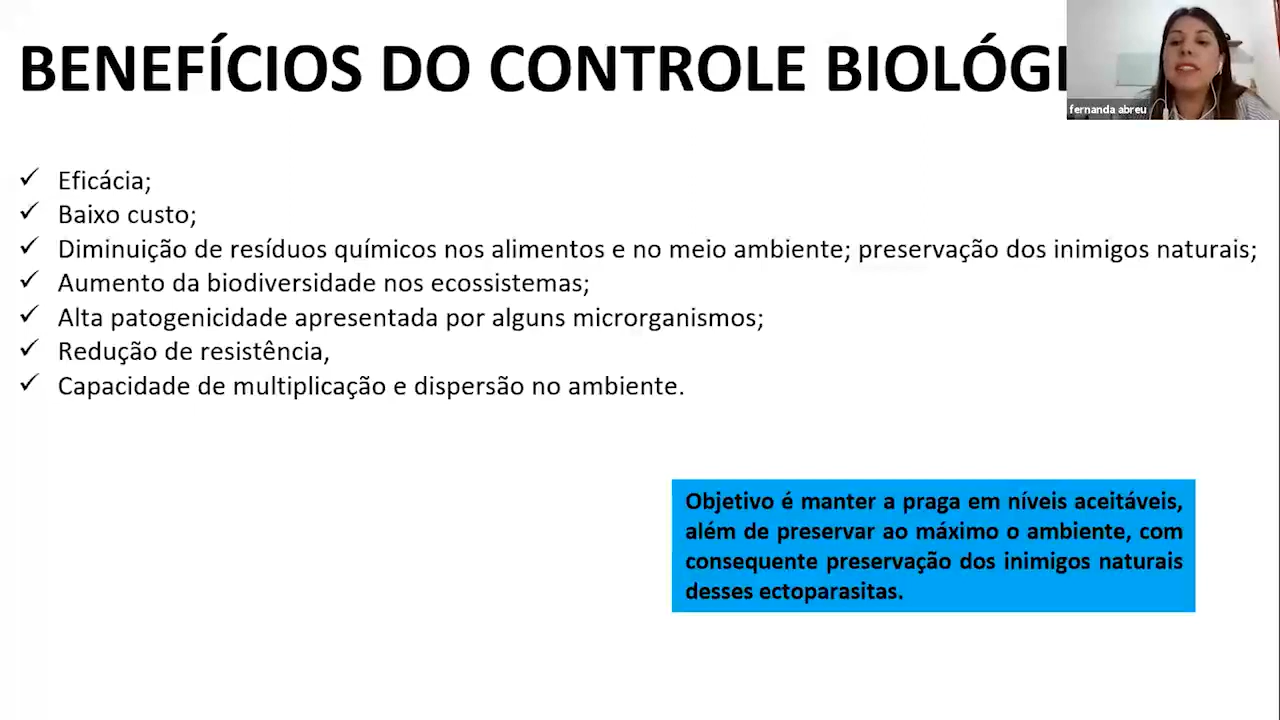 BENEFÍCIOS DO CONTROLE
fernanda abreu
✓ Eficácia;
✓ Baixo custo;
✓ Diminuição de resíduos químicos nos alimentos e no meio ambiente; preservação dos inimigos naturais;
✓ Aumento da biodiversidade nos ecossistemas;
✓ Alta patogenicidade apresentada por alguns microrganismos;
✓ Redução de resistência,
✓ Capacidade de multiplicação e dispersão no ambiente.
Objetivo é manter a praga em níveis aceitáveis,
além de preservar ao máximo o ambiente, com
consequente preservação dos inimigos naturais
desses ectoparasitas.